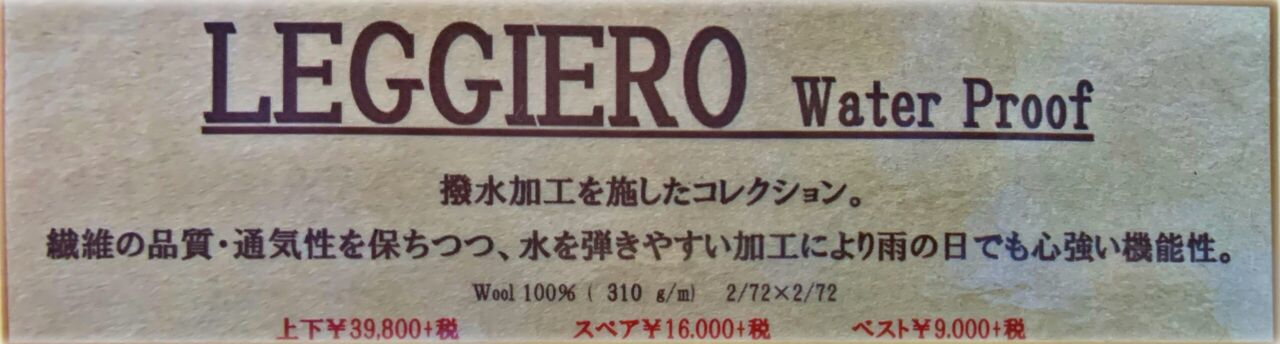 LEGGIERO Water Proof
撥水加工を施したコレクション。
繊維の品質・通気性を保ちつつ、水を弾きやすい加工により雨の日でも心強い機能性。
Wool 100% ( 310 g/m) 2/72×2/72
上下￥39,800+税 スペア￥16.000+税 ベスト￥9.000+税